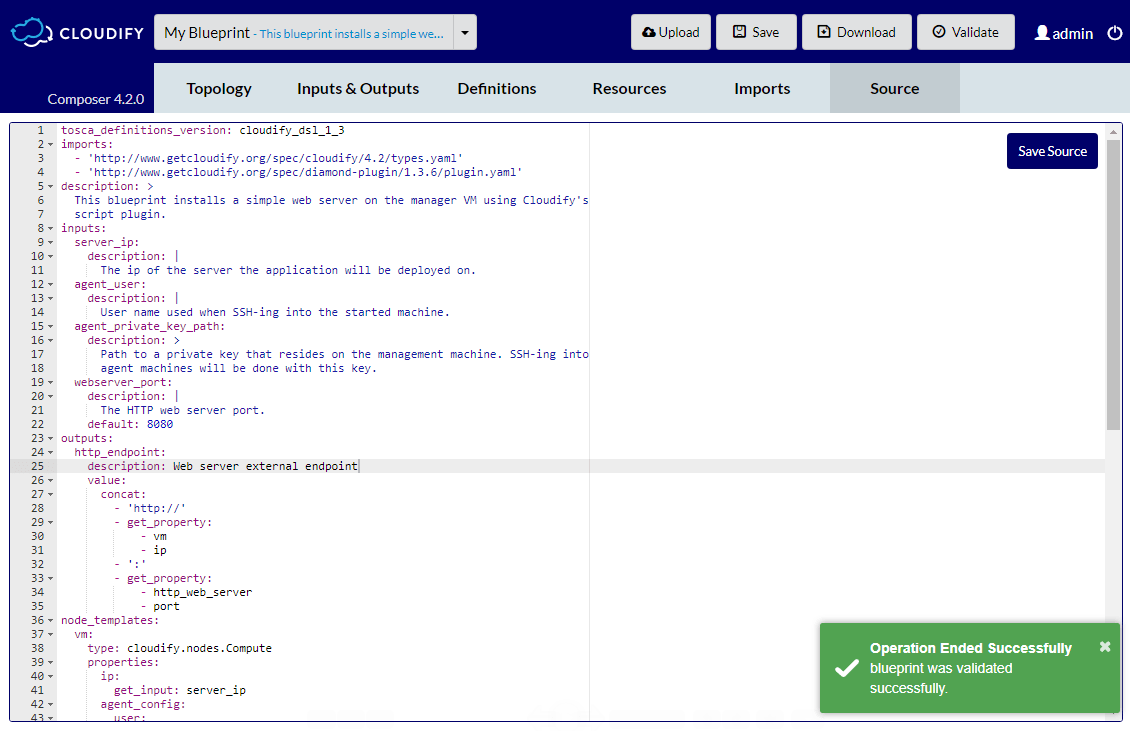 CLOUDIFY
My Blueprint - This blueprint installs a simple we...
Upload
Save
Download
Validate
admin
Composer 4.2.0
Topology
Inputs & Outputs
Definitions
Resources
Imports
Source
Save Source
1 tosca_definitions_version: cloudify_dsl_1_3
2 imports:
3 - 'http://www.getcloudify.org/spec/cloudify/4.2/types.yaml'
4 - 'http://www.getcloudify.org/spec/diamond-plugin/1.3.6/plugin.yaml'
5 description: >
6 This blueprint installs a simple web server on the manager VM using Cloudify's
7 script plugin.
8 inputs:
9 server_ip:
10 description: |
11 The ip of the server the application will be deployed on.
12 agent_user:
13 description: |
14 User name used when SSH-ing into the started machine.
15 agent_private_key_path:
16 description: >
17 Path to a private key that resides on the management machine. SSH-ing into
18 agent machines will be done with this key.
19 webserver_port:
20 description: |
21 The HTTP web server port.
22 default: 8080
23 outputs:
24 http_endpoint:
25 description: Web server external endpoint
26 value:
27 concat:
28 - 'http://'
29 - get_property:
30 - vm
31 - ip
32 - ':'
33 - get_property:
34 - http_web_server
35 - port
36 node_templates:
37 vm:
38 type: cloudify.nodes.Compute
39 properties:
40 ip:
41 get_input: server_ip
42 agent_config:
43 user:
Operation Ended Successfully
blueprint was validated
successfully.